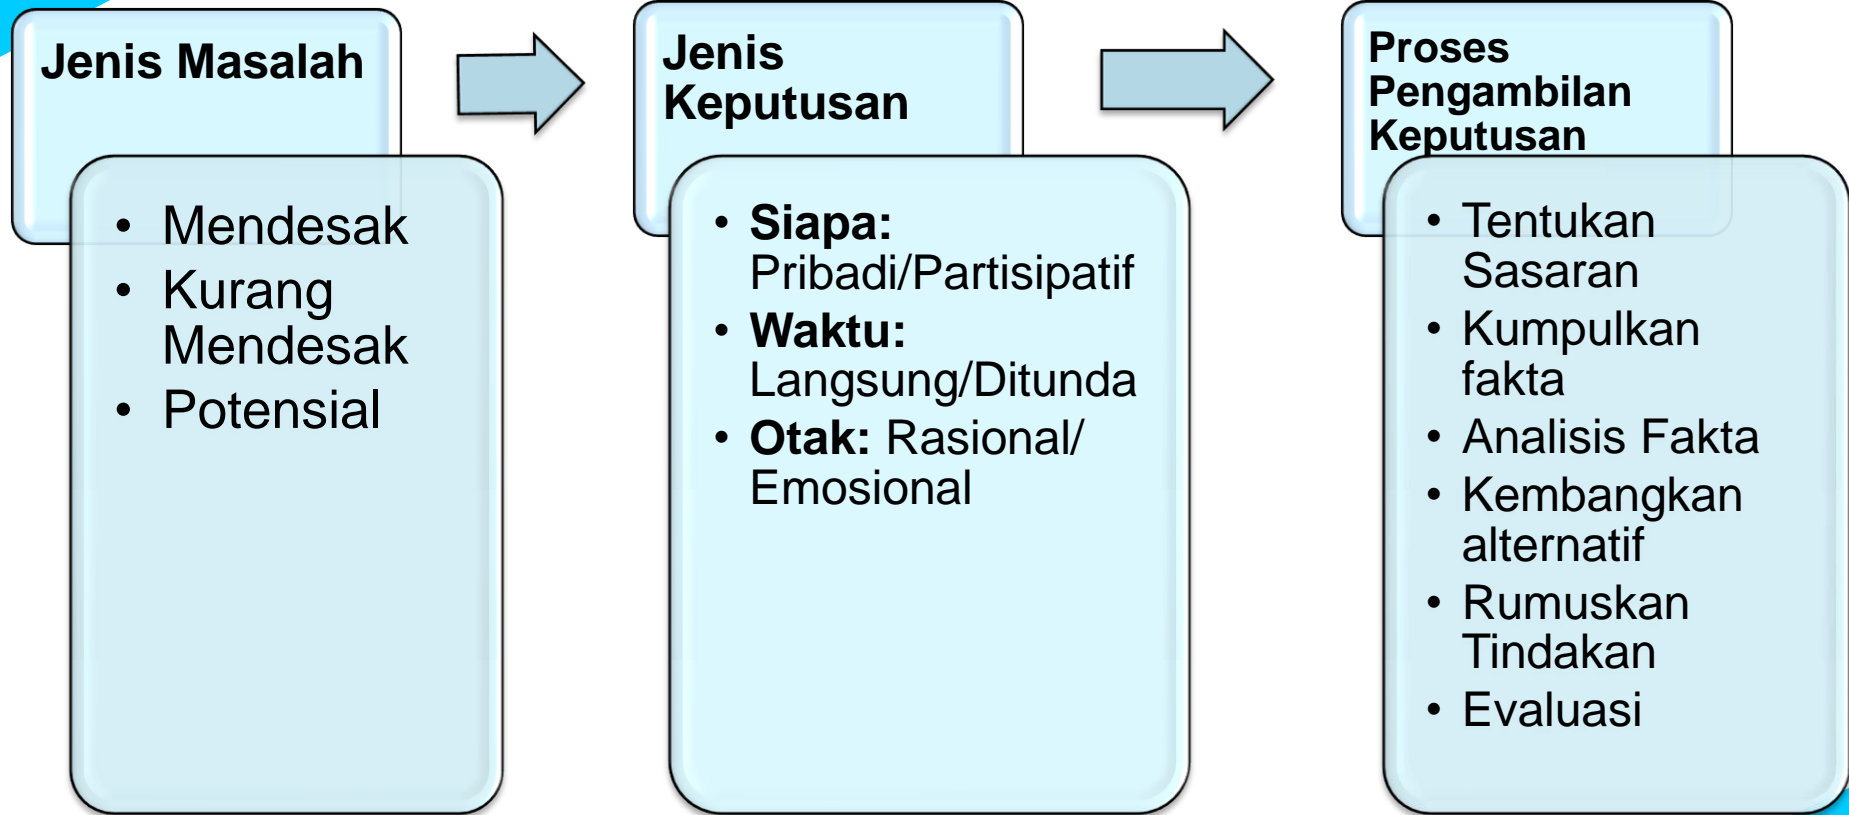 Jenis Masalah
• Mendesak
• Kurang
Mendesak
• Potensial
Jenis
Keputusan
• Siapa:
Pribadi/Partisipatif
• Waktu:
Langsung/Ditunda
• Otak: Rasional/
Emosional
Proses
Pengambilan
Keputusan
• Tentukan
Sasaran
• Kumpulkan
fakta
• Analisis Fakta
• Kembangkan
alternatif
• Rumuskan
Tindakan
• Evaluasi